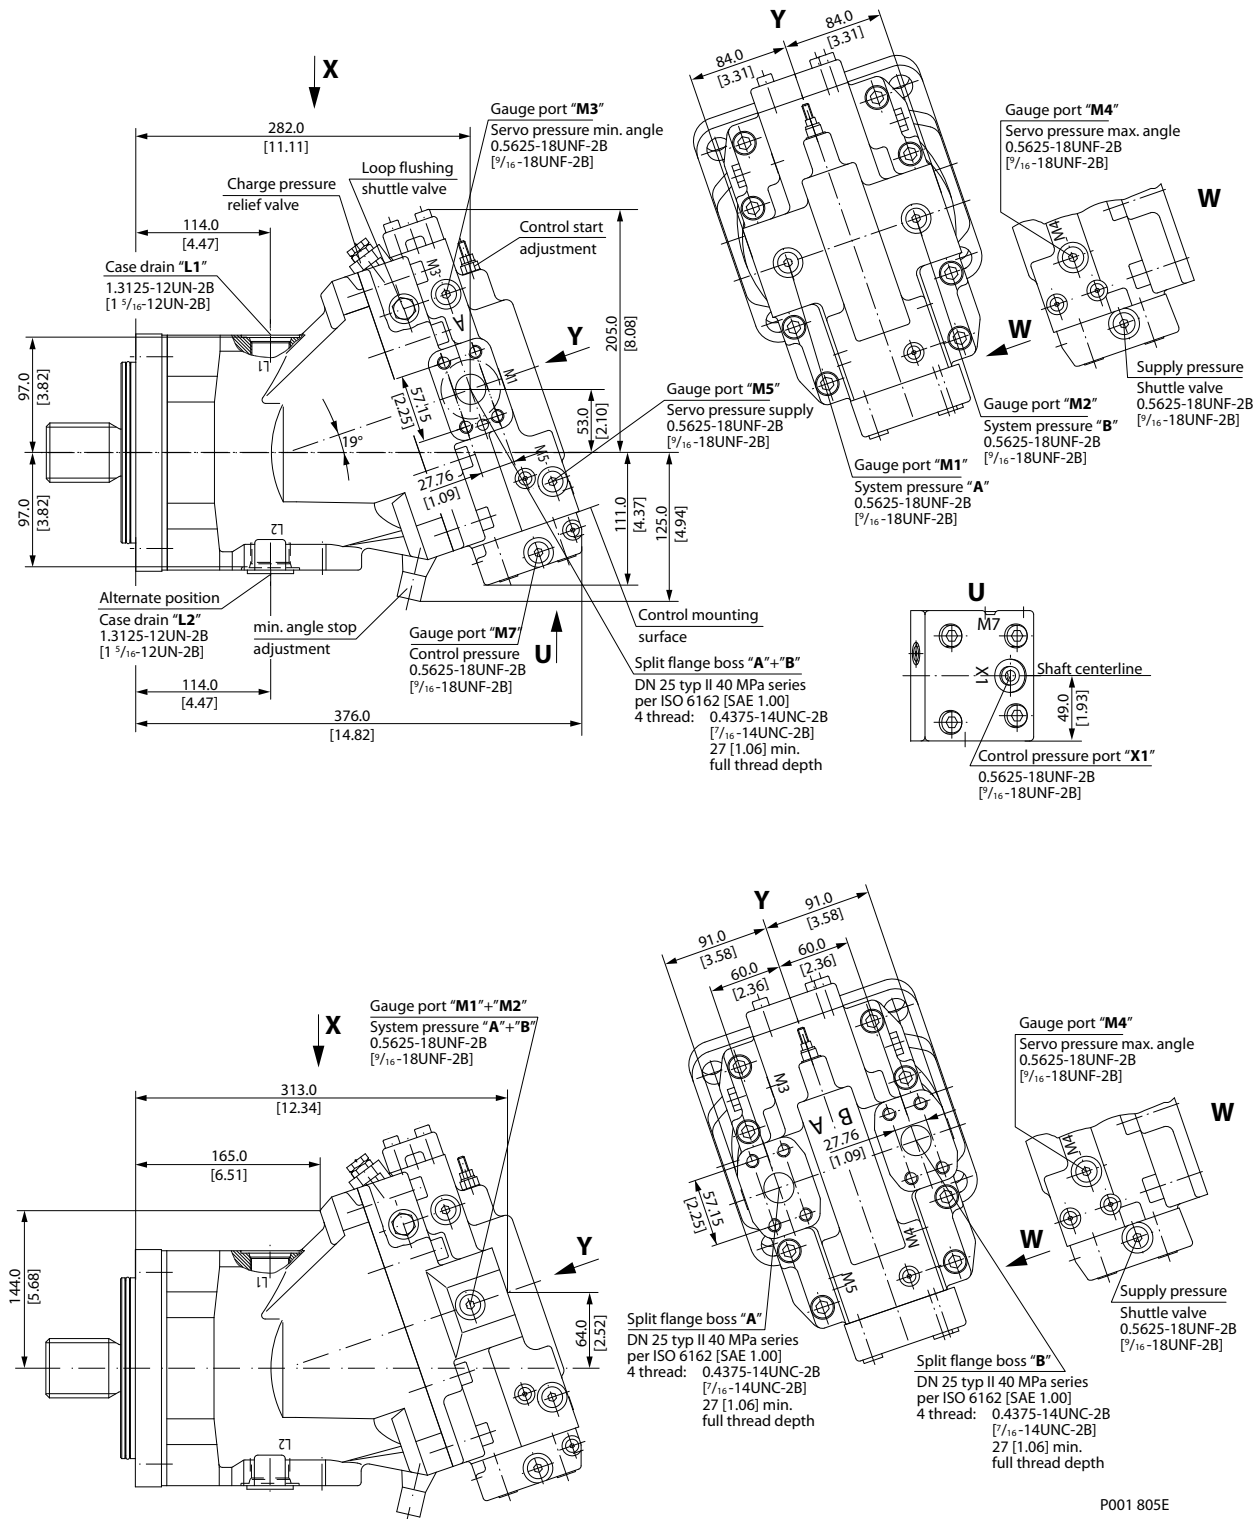 Y
84.0
[3.31]
84.0
[3.31]
X
282.0
[11.11]
Gauge port "M3"
Servo pressure min. angle
0.5625-18UNF-2B
[9/16-18UNF-2B]
Gauge port "M4"
Servo pressure max. angle
0.5625-18UNF-2B
[9/16-18UNF-2B]
Loop flushing
shuttle valve
Charge pressure
relief valve
W
114.0
[4.47]
Control start
adjustment
M4
Case drain "L1"
1.3125-12UN-2B
[1 5/16-12UN-2B]
M3
A
205.0
[8.08]
Y
W
L1
M1
97.0
[3.82]
57.15
[2.25]
53.0
[2.10]
Gauge port "M5"
Servo pressure supply
0.5625-18UNF-2B
[9/16-18UNF-2B]
Supply pressure
Shuttle valve
0.5625-18UNF-2B
[9/16-18UNF-2B]
Gauge port "M2"
System pressure "B"
0.5625-18UNF-2B
[9/16-18UNF-2B]
19°
M5
27.76
[1.09]
Gauge port "M1"
System pressure "A"
0.5625-18UNF-2B
[9/16-18UNF-2B]
97.0
[3.82]
111.0
[4.37]
125.0
[4.94]
L2
Alternate position
Case drain "L2"
1.3125-12UN-2B
[1 5/16-12UN-2B]
min. angle stop
adjustment
Gauge port "M7"
Control pressure
0.5625-18UNF-2B
[9/16-18UNF-2B]
U
Control mounting
surface
U
M7
X1
Shaft centerline
49.0
[1.93]
Split flange boss "A"+"B"
DN 25 typ II 40 MPa series
per ISO 6162 [SAE 1.00]
4 thread: 0.4375-14UNC-2B
[7/16-14UNC-2B]
27 [1.06] min.
full thread depth
114.0
[4.47]
376.0
[14.82]
Control pressure port "X1"
0.5625-18UNF-2B
[9/16-18UNF-2B]
Y
91.0
[3.58]
91.0
[3.58]
60.0
[2.36]
60.0
[2.36]
Gauge port "M1"+"M2"
System pressure "A"+"B"
0.5625-18UNF-2B
[9/16-18UNF-2B]
X
Gauge port "M4"
Servo pressure max. angle
0.5625-18UNF-2B
[9/16-18UNF-2B]
313.0
[12.34]
M3
W
B
A
27.76
[1.09]
M4
165.0
[6.51]
57.15
[2.25]
M4
Y
W
144.0
[5.68]
L1
M5
64.0
[2.52]
Supply pressure
Shuttle valve
0.5625-18UNF-2B
[9/16-18UNF-2B]
Split flange boss "A"
DN 25 typ II 40 MPa series
per ISO 6162 [SAE 1.00]
4 thread: 0.4375-14UNC-2B
[7/16-14UNC-2B]
27 [1.06] min.
full thread depth
Split flange boss "B"
DN 25 typ II 40 MPa series
per ISO 6162 [SAE 1.00]
4 thread: 0.4375-14UNC-2B
[7/16-14UNC-2B]
27 [1.06] min.
full thread depth
L2
P001 805E